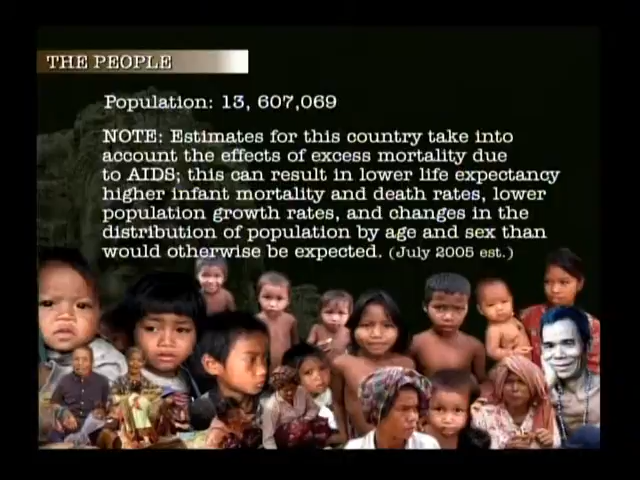 THE PEOPLE
Population: 13, 607,069
NOTE: Estimates for this country take into
account the effects of excess mortality due
to AIDS; this can result in lower life expectancy
higher infant mortality and death rates, lower
population growth rates, and changes in the
distribution of population by age and sex than
would otherwise be expected. (July 2005 est.)